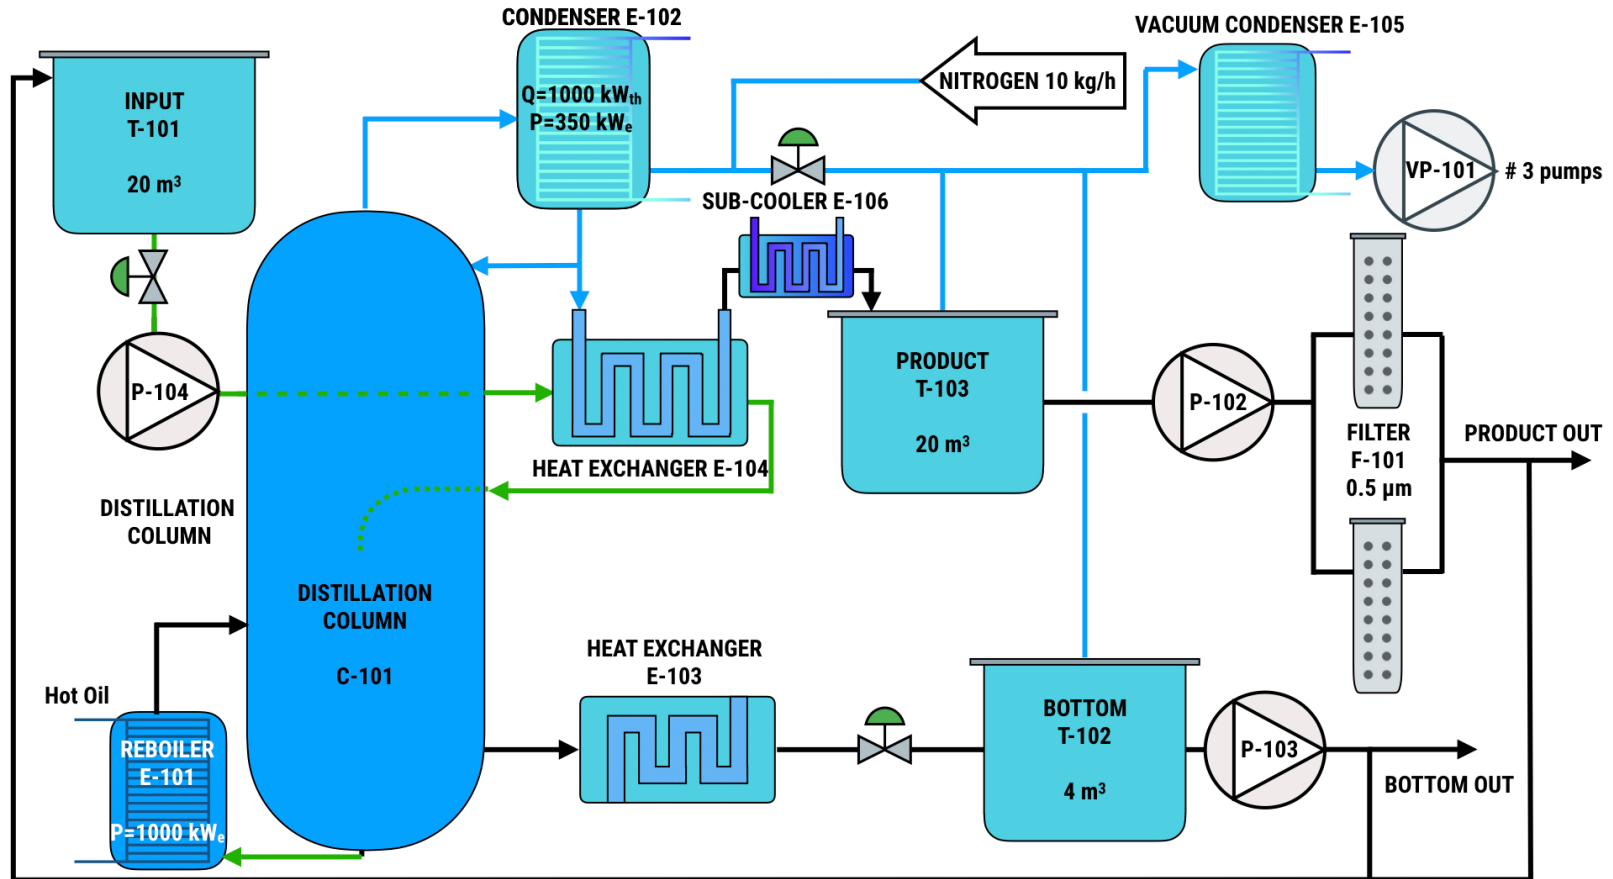 CONDENSER E-102
VACUUM CONDENSER E-105
INPUT
T-101
20 m³
Q=1000 kWth
P=350 kWe
NITROGEN 10 kg/h
VP-101
# 3 pumps
SUB-COOLER E-106
P-104
PRODUCT
T-103
20 m³
P-102
FILTER
F-101
0.5 µm
PRODUCT OUT
HEAT EXCHANGER E-104
DISTILLATION
COLUMN
DISTILLATION
COLUMN
C-101
HEAT EXCHANGER
E-103
Hot Oil
REBOILER
E-101
P=1000 kWe
BOTTOM
T-102
4 m³
P-103
BOTTOM OUT